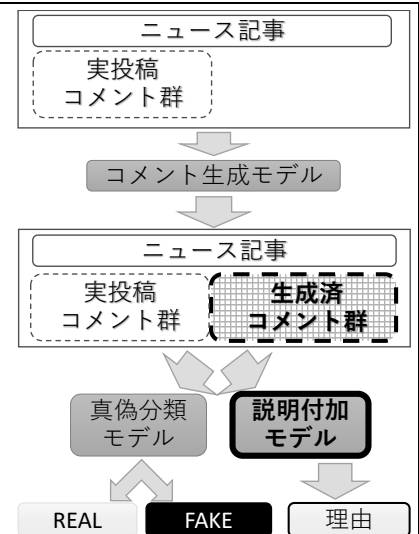 ニュース記事
実投稿
コメント群
コメント生成モデル
ニュース記事
実投稿
コメント群
生成済
コメント群
真偽分類
モデル
説明付加
モデル
REAL
FAKE
理由